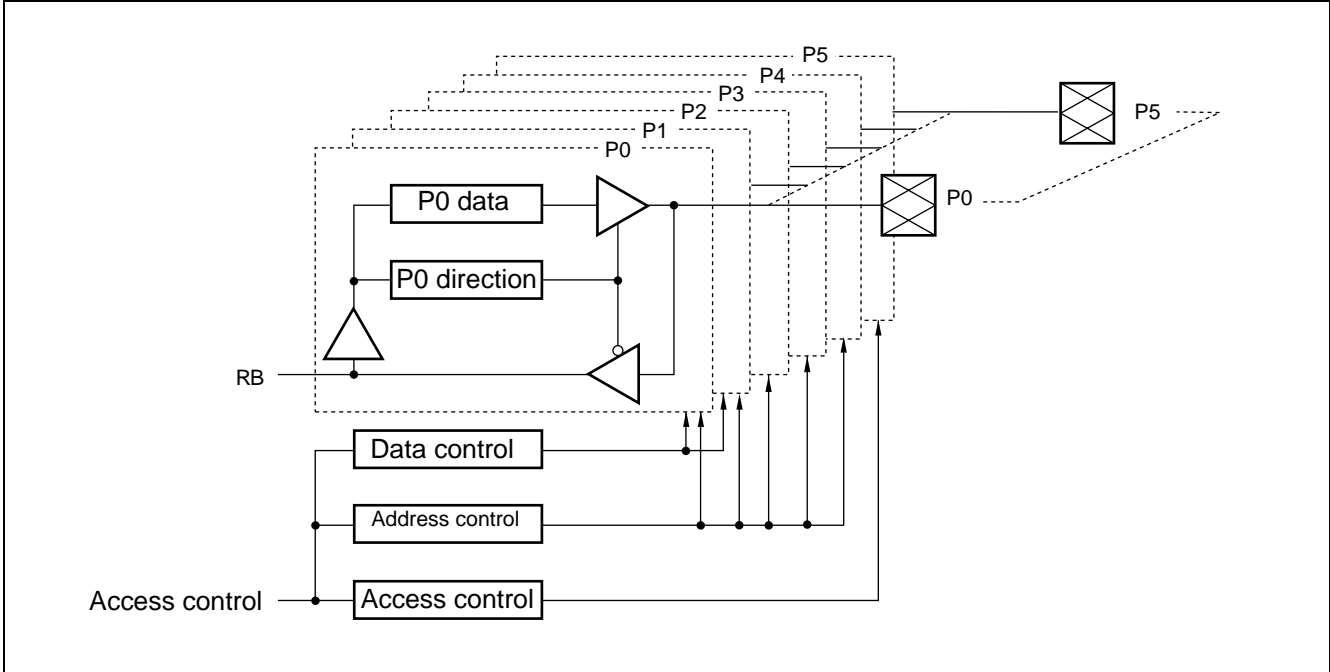 P5
P4
P3
P2
P1
P0
P5
P0
P0 data
P0 direction
RB
Data control
Address control
Access control
Access control